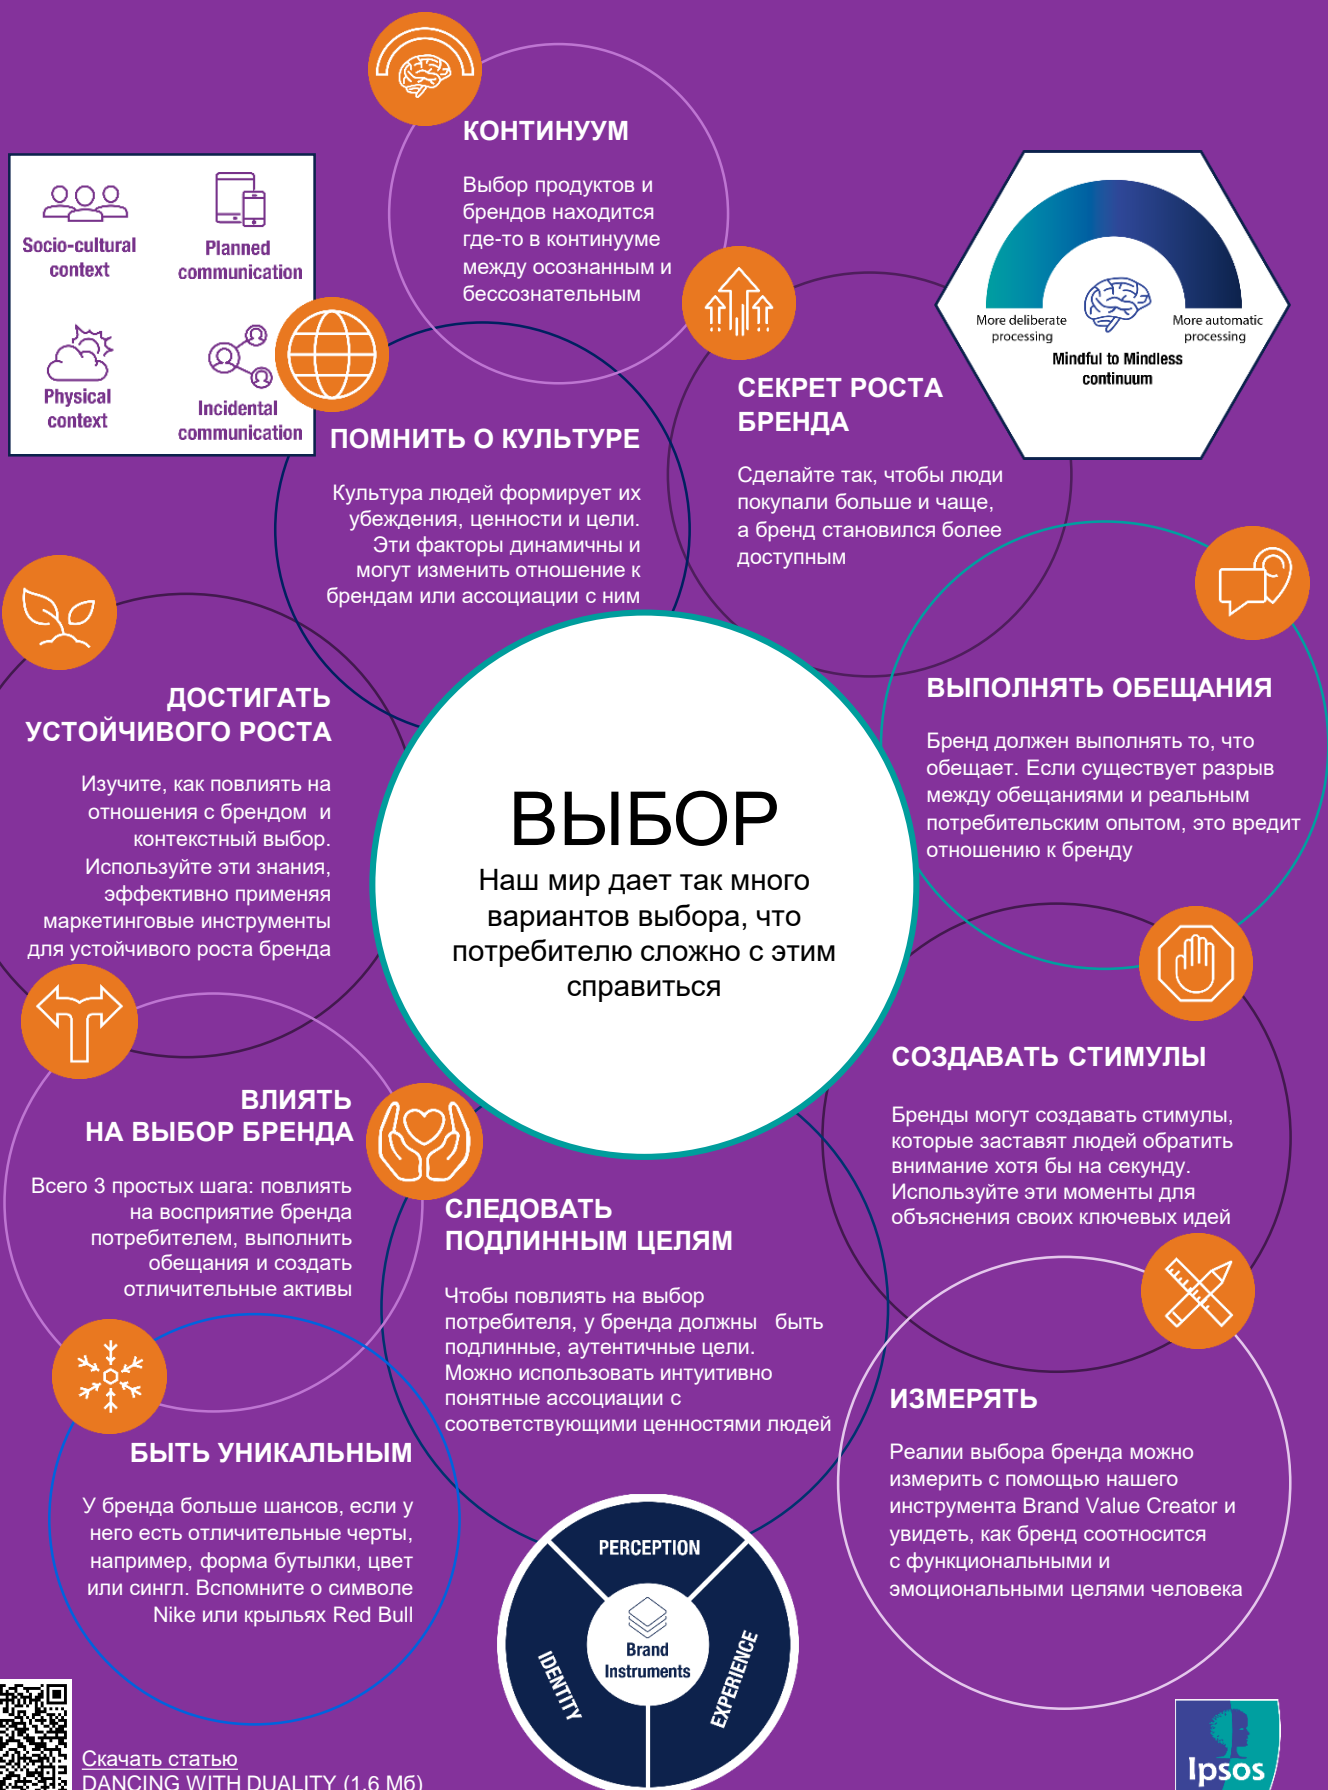 КОНТИНУУМ
Выбор продуктов и
брендов находится
где-то в континууме
между осознанным и
бессознательным
Socio-cultural
context
Planned
communication
Physical
context
Incidental
communication
More deliberate
processing
More automatic
processing
Mindful to Mindless
continuum
СЕКРЕТ РОСТА
БРЕНДА
Сделайте так, чтобы люди
покупали больше и чаще,
а бренд становился более
доступным
ПОМНИТЬ О КУЛЬТУРЕ
Культура людей формирует их
убеждения, ценности и цели.
Эти факторы динамичны и
могут изменить отношение к
брендам или ассоциации с ним
ДОСТИГАТЬ
УСТОЙЧИВОГО РОСТА
Изучите, как повлиять на
отношения с брендом и
контекстный выбор.
Используйте эти знания,
эффективно применяя
маркетинговые инструменты
для устойчивого роста бренда
ВЫБОР
Наш мир дает так много
вариантов выбора, что
потребителю сложно с этим
справиться
ВЫПОЛНЯТЬ ОБЕЩАНИЯ
Бренд должен выполнять то, что
обещает. Если существует разрыв
между обещаниями и реальным
потребительским опытом, это вредит
отношению к бренду
СОЗДАВАТЬ СТИМУЛЫ
Бренды могут создавать стимулы,
которые заставят людей обратить
внимание хотя бы на секунду.
Используйте эти моменты для
объяснения своих ключевых идей
ВЛИЯТЬ
НА ВЫБОР БРЕНДА
Всего 3 простых шага: повлиять
на восприятие бренда
потребителем, выполнить
обещания и создать
отличительные активы
СЛЕДОВАТЬ
ПОДЛИННЫМ ЦЕЛЯМ
Чтобы повлиять на выбор
потребителя, у бренда должны быть
подлинные, аутентичные цели.
Можно использовать интуитивно
понятные ассоциации с
соответствующими ценностями людей
ИЗМЕРЯТЬ
Реалии выбора бренда можно
измерить с помощью нашего
инструмента Brand Value Creator и
увидеть, как бренд соотносится
с функциональными и
эмоциональными целями человека
БЫТЬ УНИКАЛЬНЫМ
У бренда больше шансов, если у
него есть отличительные черты,
например, форма бутылки, цвет
или сингл. Вспомните о символе
Nike или крыльях Red Bull
PERCEPTION
IDENTITY
EXPERIENCE
Brand
Instruments
Скачать статью
DANCING WITH DUALITY (1,6 Мб)
Ipsos